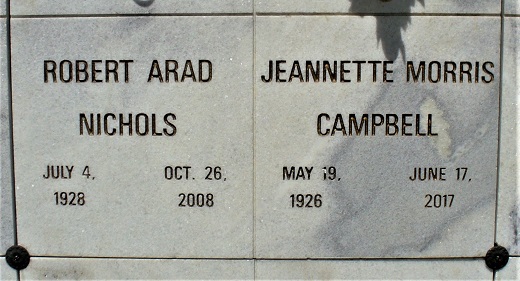 ROBERT ARAD
NICHOLS
JULY 4, OCT. 26,
1928 2008
JEANNETTE MORRIS
CAMPBELL
MAY 19, JUNE 17,
1926 2017